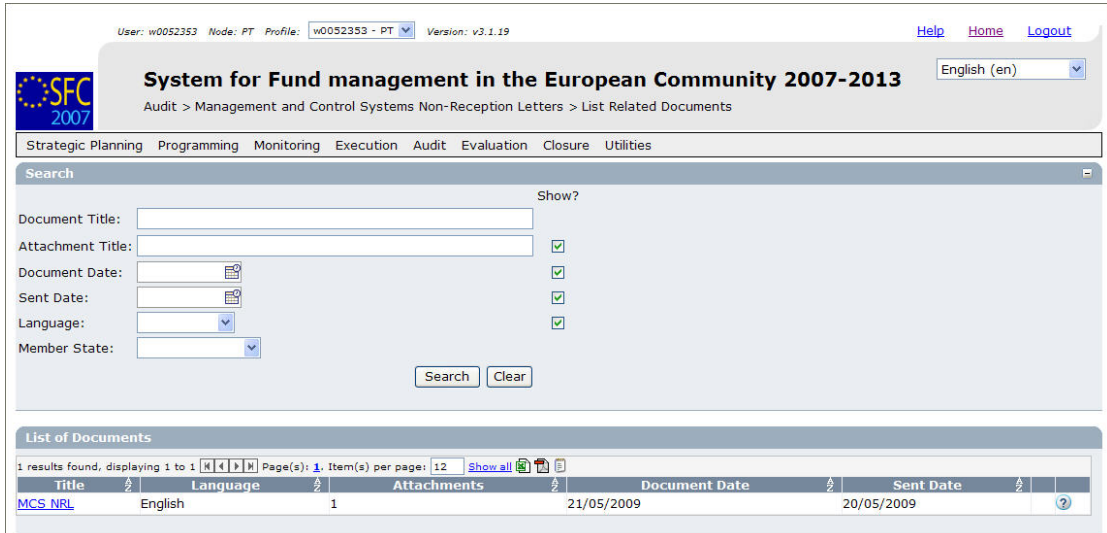 User: w0052353 Node: PT Profile: w0052353 - PT Version: v3.1.19 Help Home Logout
System for Fund management in the European Community 2007-2013 English (en)
Audit > Management and Control Systems Non-Reception Letters > List Related Documents
SFC
2007
Strategic Planning Programming Monitoring Execution Audit Evaluation Closure Utilities
Search
Show?
Document Title:
Attachment Title:
Document Date:
Sent Date:
Language:
Member State:
Search Clear
List of Documents
1 results found, displaying 1 to 1 Page(s): 1. Item(s) per page: 12 Show all
Title Language Attachments Document Date Sent Date
MCS NRL English 1 21/05/2009 20/05/2009